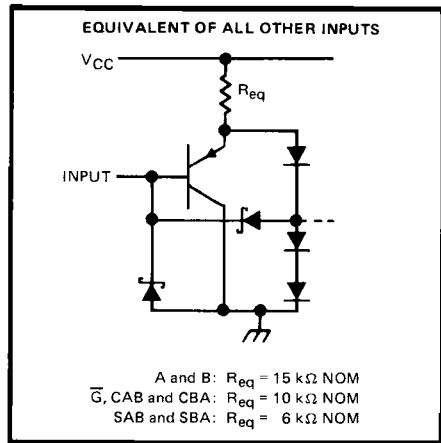 EQUIVALENT OF ALL OTHER INPUTS
VCC
Req
INPUT
A and B: Req = 15 kΩ NOM
G̅, CAB and CBA: Req = 10 kΩ NOM
SAB and SBA: Req = 6 kΩ NOM